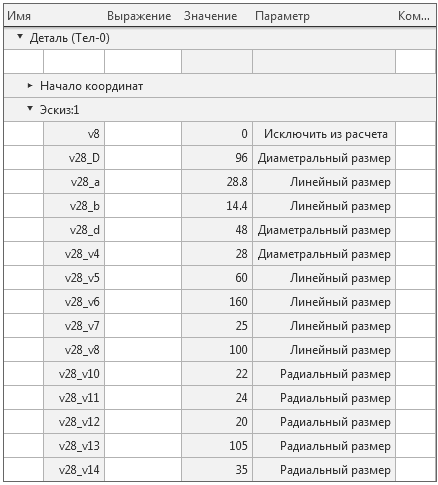 Имя Выражение Значение Параметр Ком...
Деталь (Тел-0)
Начало координат
Эскиз:1
v8 0 Исключить из расчета
v28_D 96 Диаметральный размер
v28_a 28.8 Линейный размер
v28_b 14.4 Линейный размер
v28_d 48 Диаметральный размер
v28_v4 28 Диаметральный размер
v28_v5 60 Линейный размер
v28_v6 160 Линейный размер
v28_v7 25 Линейный размер
v28_v8 100 Линейный размер
v28_v10 22 Радиальный размер
v28_v11 24 Радиальный размер
v28_v12 20 Радиальный размер
v28_v13 105 Радиальный размер
v28_v14 35 Радиальный размер